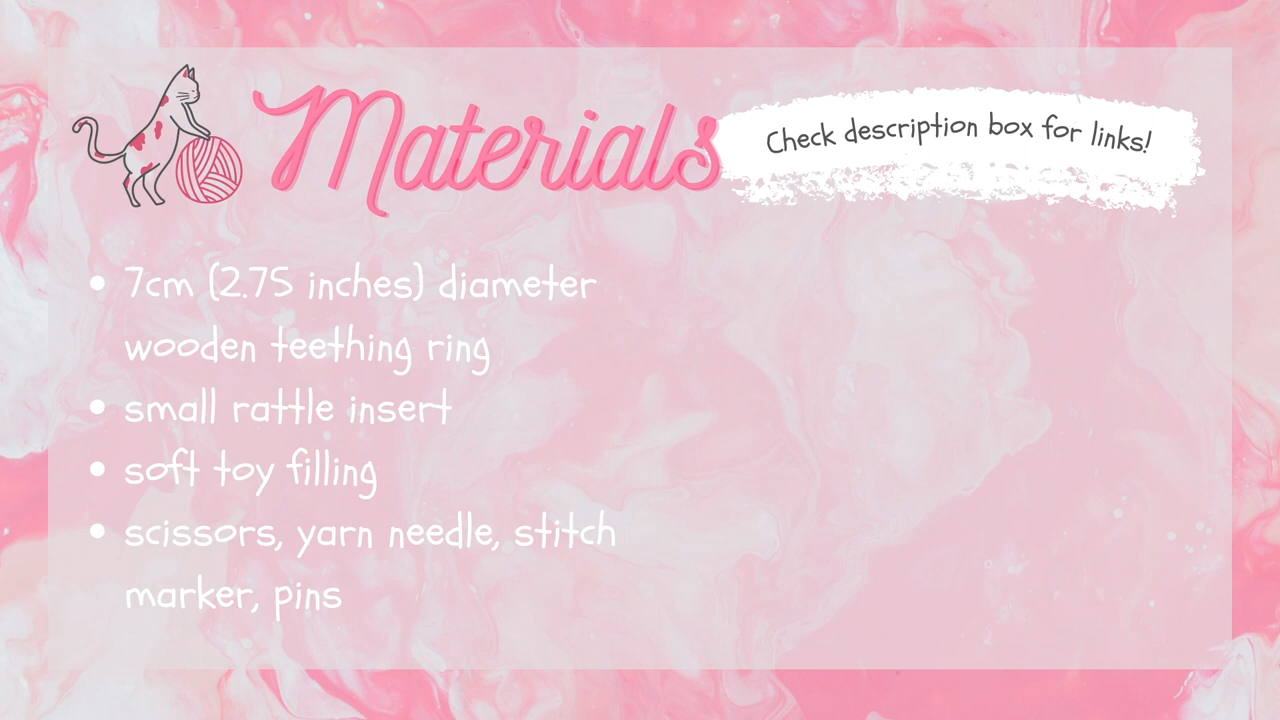 Materials
Check description box for links!
• 7cm (2.75 inches) diameter
wooden teething ring
• small rattle insert
• soft toy filling
• scissors, yarn needle, stitch
marker, pins